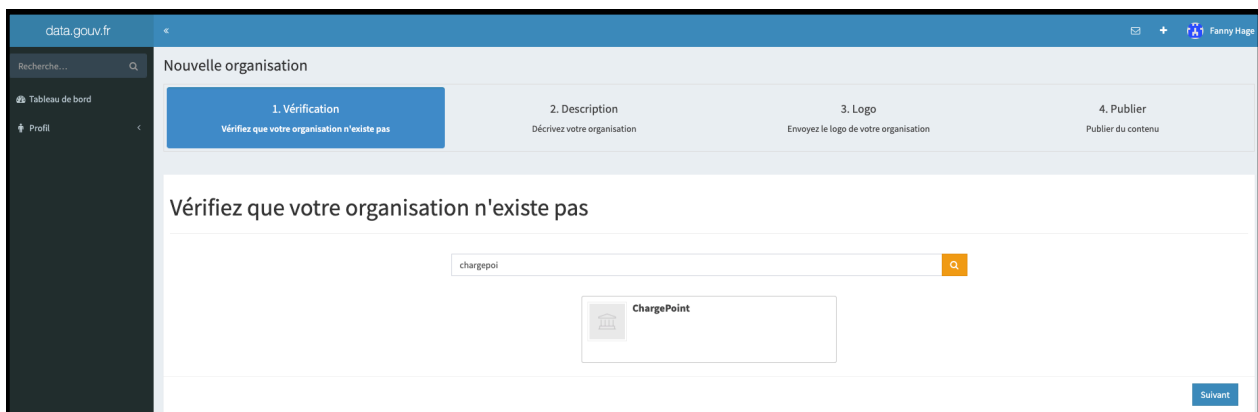 data.gouv.fr
Fanny Hage
Recherche...
Tableau de bord
Profil
Nouvelle organisation
1. Vérification
Vérifiez que votre organisation n'existe pas
2. Description
Décrivez votre organisation
3. Logo
Envoyez le logo de votre organisation
4. Publier
Publier du contenu
Vérifiez que votre organisation n'existe pas
chargepoi
ChargePoint
Suivant